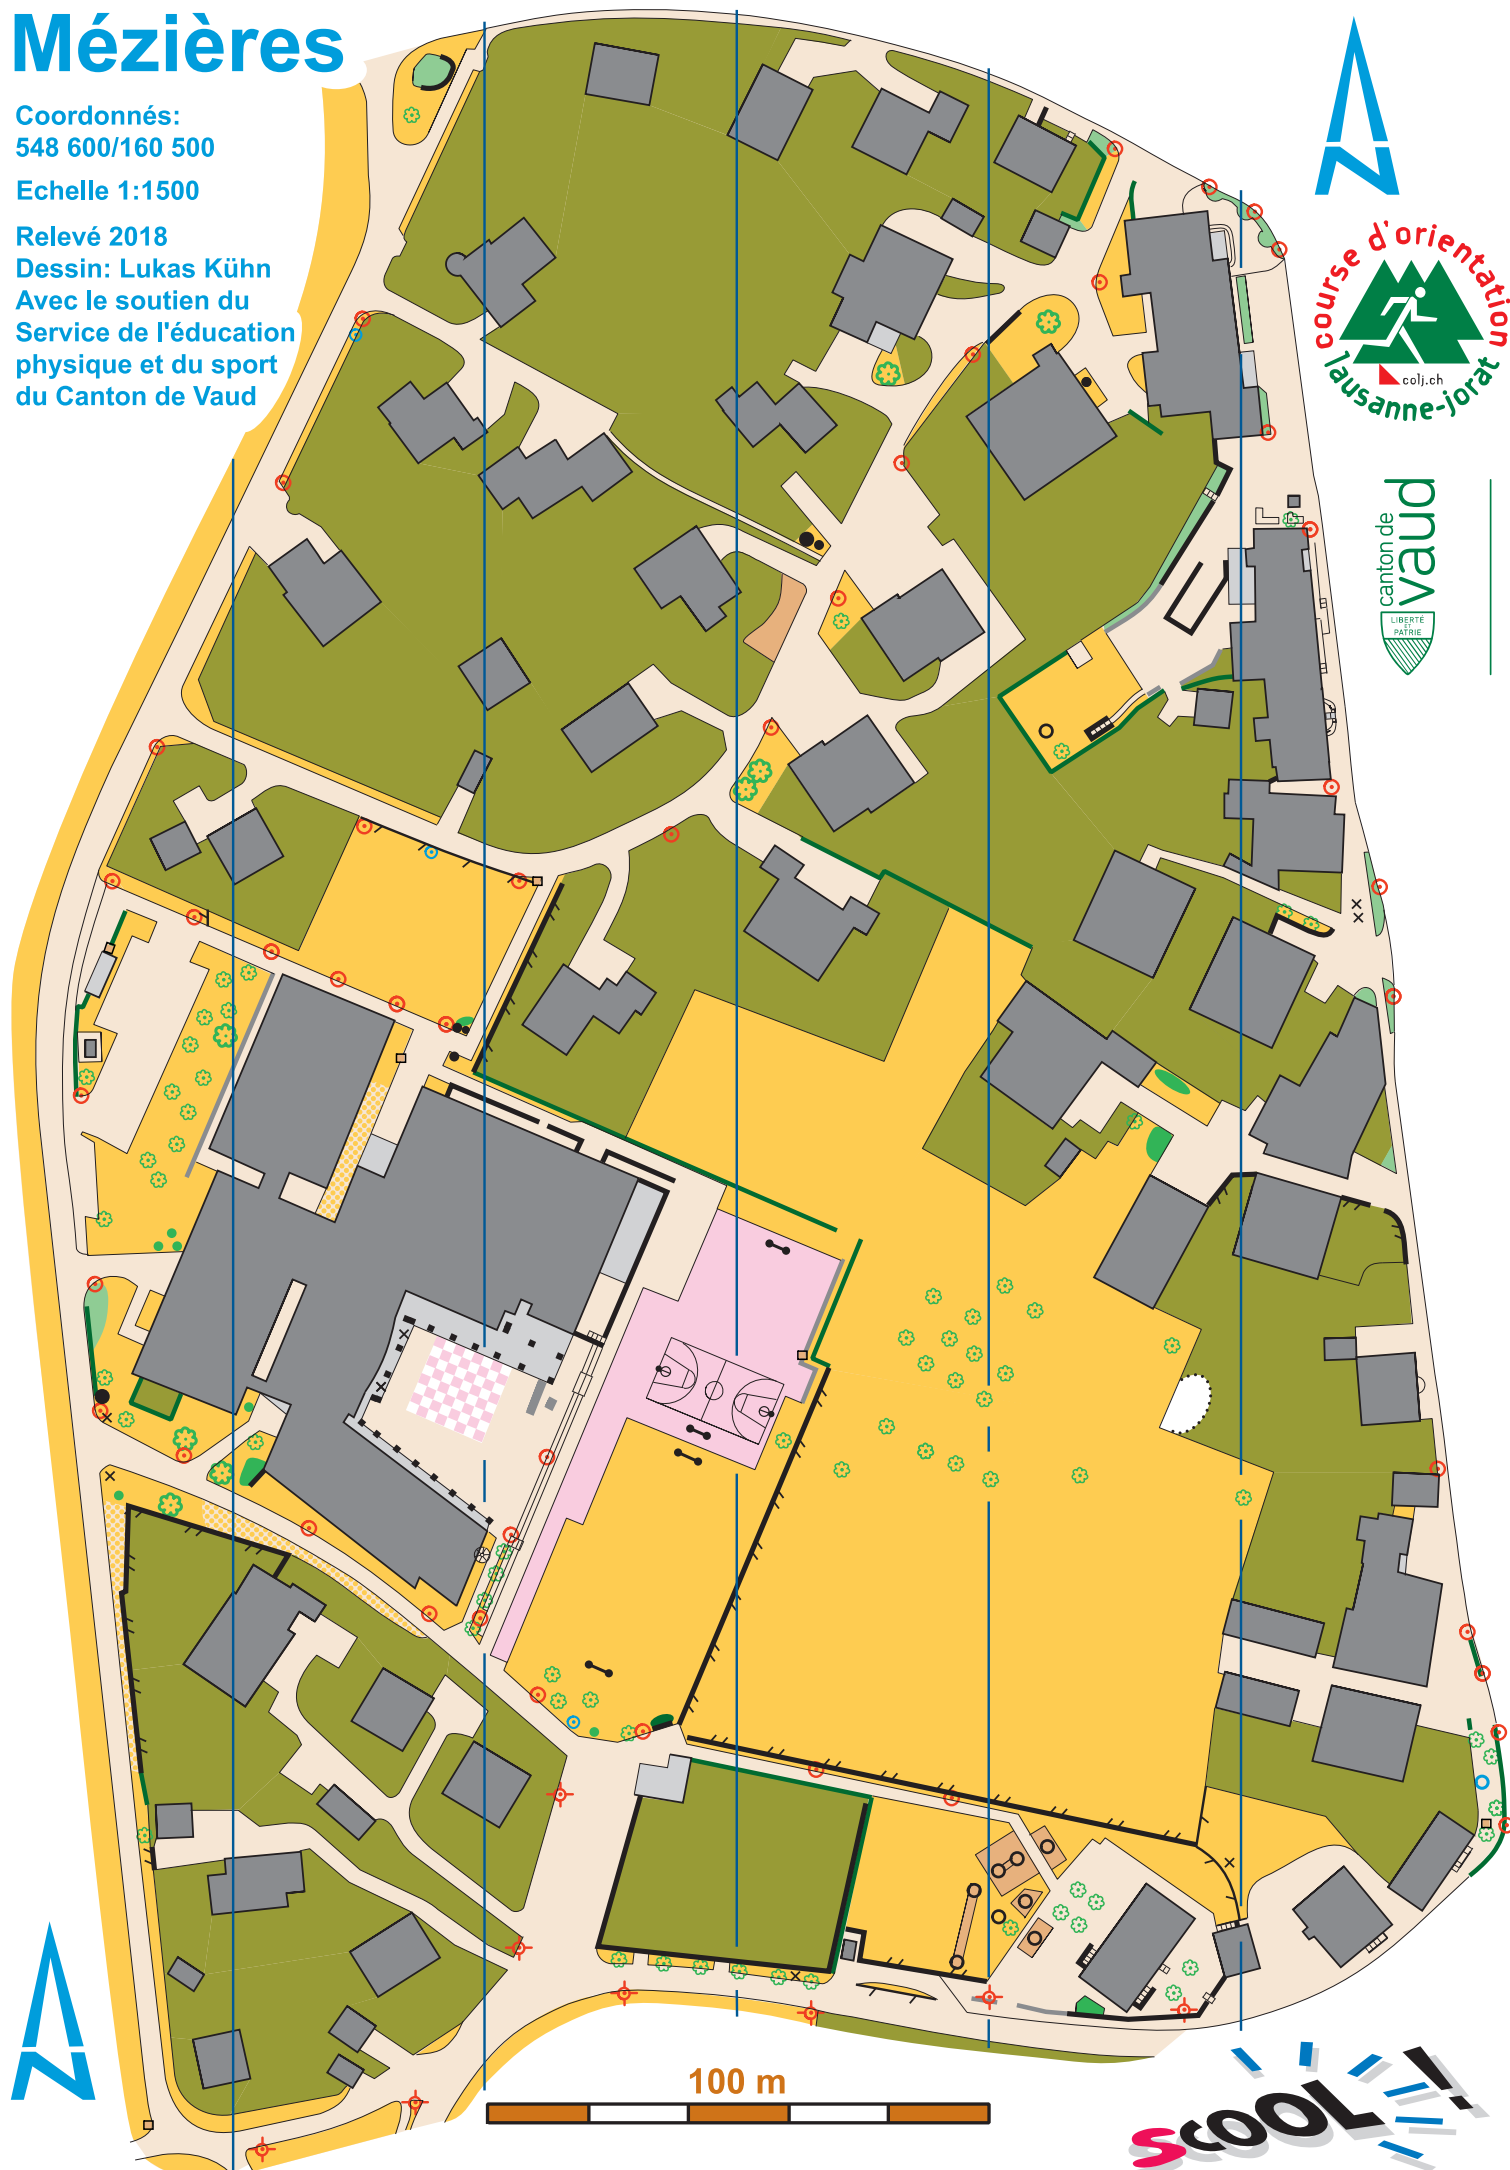 Mézières
Coordonnés:
548 600/160 500
Echelle 1:1500
Relevé 2018
Dessin: Lukas Kühn
Avec le soutien du
Service de l'éducation
physique et du sport
du Canton de Vaud
course d'orientation
lausanne-jorat
colj.ch
canton de
vaud
LIBERTÉ
ET
PATRIE
100 m
sCOOL!